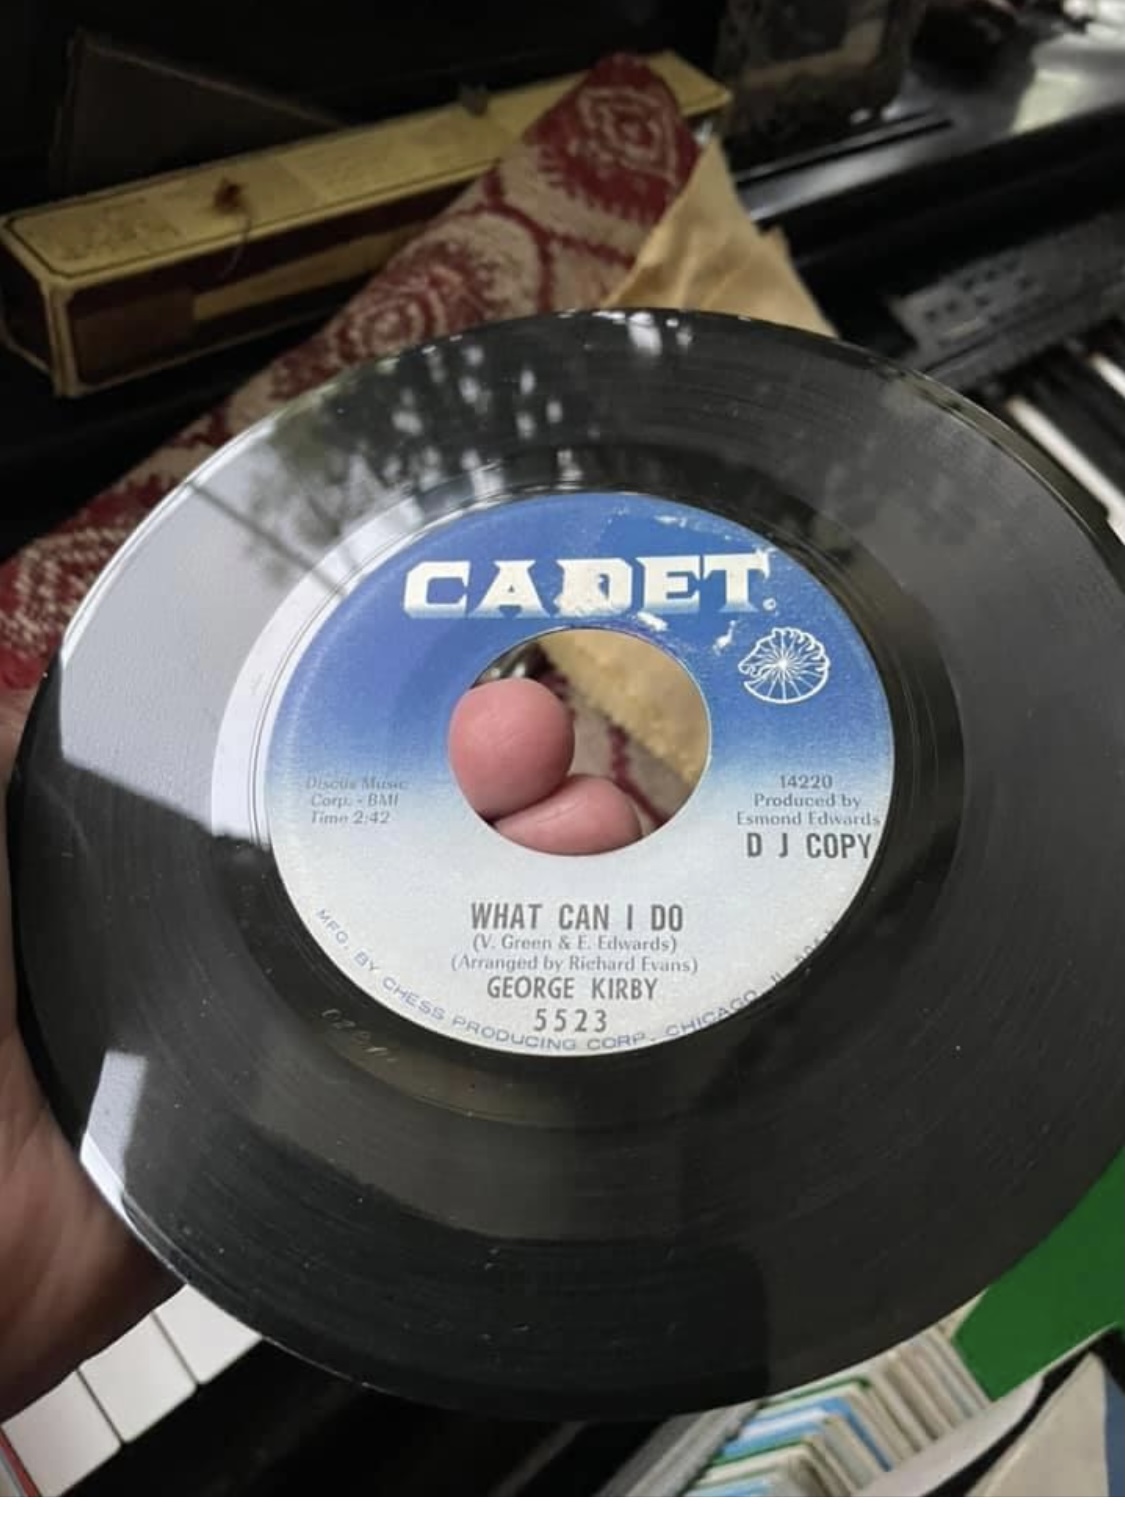 CADET
Discus Music
Corp. - BMI
Time 2:42
14220
Produced by
Esmond Edwards
D J COPY
WHAT CAN I DO
(V. Green & E. Edwards)
(Arranged by Richard Evans)
GEORGE KIRBY
5523
MFG. BY CHESS PRODUCING CORP. CHICAGO, IL